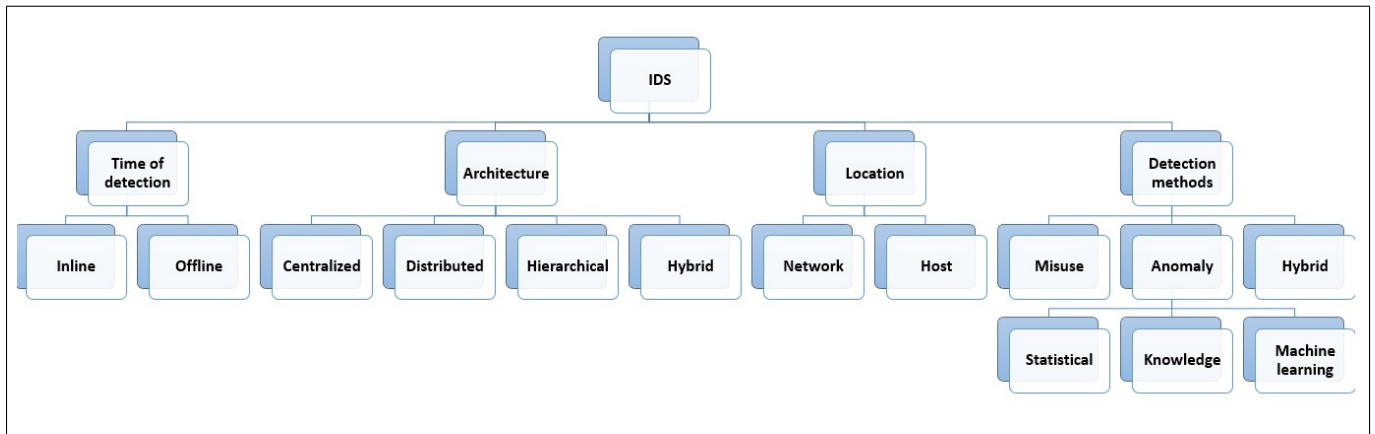 IDS
Time of
detection
Architecture
Location
Detection
methods
Inline
Offline
Centralized
Distributed
Hierarchical
Hybrid
Network
Host
Misuse
Anomaly
Hybrid
Statistical
Knowledge
Machine
learning